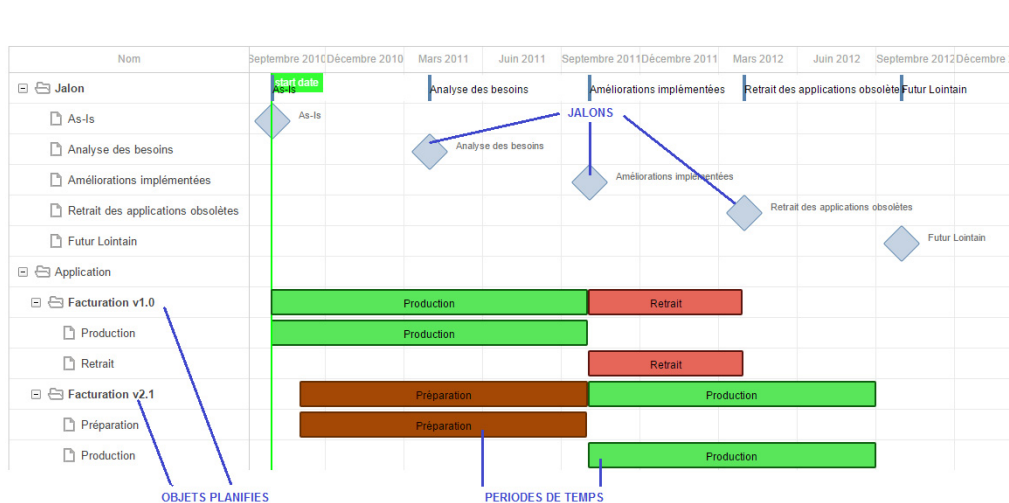 Nom Septembre 2010 Décembre 2010 Mars 2011 Juin 2011 Septembre 2011 Décembre 2011 Mars 2012 Juin 2012 Septembre 2012 Décembre
start date
Jalon As-Is Analyse des besoins Améliorations implémentées Retrait des applications obsolète Futur Lointain
As-Is As-Is JALONS
Analyse des besoins Analyse des besoins
Améliorations implémentées Améliorations implémentées
Retrait des applications obsolètes Retrait des applications obsolètes
Futur Lointain Futur Lointain
Application
Facturation v1.0 Production Retrait
Production Production
Retrait Retrait
Facturation v2.1 Préparation Production
Préparation Préparation
Production Production
OBJETS PLANIFIES PERIODES DE TEMPS